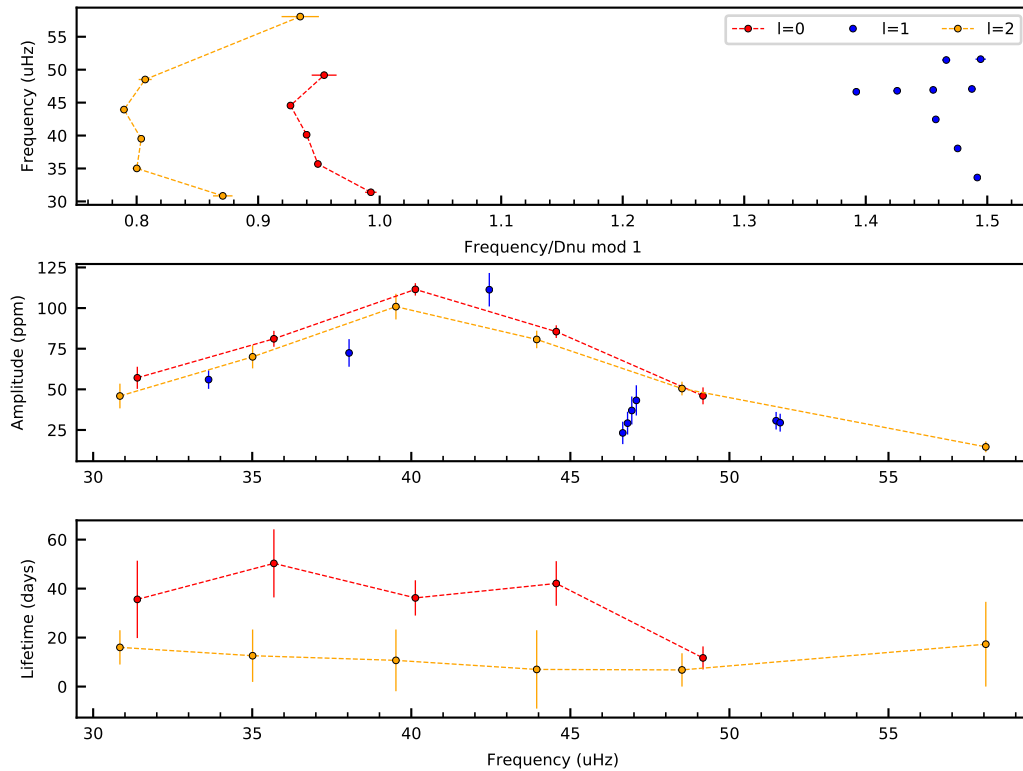 l=0 l=1 l=2
Frequency (uHz)
55
50
45
40
35
30
0.8 0.9 1.0 1.1 1.2 1.3 1.4 1.5
Frequency/Dnu mod 1
Amplitude (ppm)
125
100
75
50
25
30 35 40 45 50 55
Lifetime (days)
60
40
20
0
30 35 40 45 50 55
Frequency (uHz)